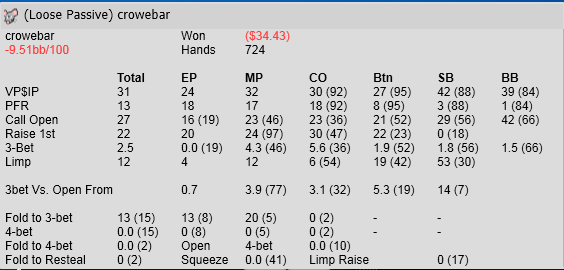 (Loose Passive) crowebar
crowebar Won ($34.43)
-9.51bb/100 Hands 724
Total EP MP CO Btn SB BB
VP$IP 31 24 32 30 (92) 27 (95) 42 (88) 39 (84)
PFR 13 18 17 18 (92) 8 (95) 3 (88) 1 (84)
Call Open 27 16 (19) 23 (46) 23 (36) 21 (52) 29 (56) 42 (66)
Raise 1st 22 20 24 (97) 30 (47) 22 (23) 0 (18)
3-Bet 2.5 0.0 (19) 4.3 (46) 5.6 (36) 1.9 (52) 1.8 (56) 1.5 (66)
Limp 12 4 12 6 (54) 19 (42) 53 (30)
3bet Vs. Open From 0.7 3.9 (77) 3.1 (32) 5.3 (19) 14 (7)
Fold to 3-bet 13 (15) 13 (8) 20 (5) 0 (2) - -
4-bet 0.0 (15) 0 (8) 0 (5) 0 (2) - -
Fold to 4-bet 0.0 (2) Open 4-bet 0.0 (10)
Fold to Resteal 0 (2) Squeeze 0.0 (41) Limp Raise 0 (17)